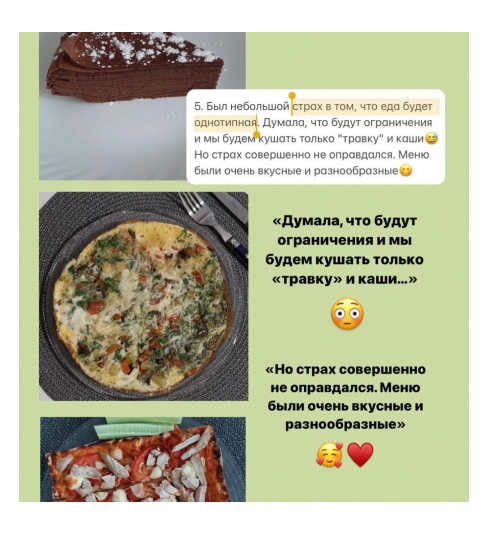 5. Был небольшой страх в том, что еда будет
однотипная. Думала, что будут ограничения
и мы будем кушать только "травку" и каши😅
Но страх совершенно не оправдался. Меню
были очень вкусные и разнообразные😋
«Думала, что будут
ограничения и мы
будем кушать только
«травку» и каши…»
😳
«Но страх совершенно
не оправдался. Меню
были очень вкусные и
разнообразные»
🥰♥️